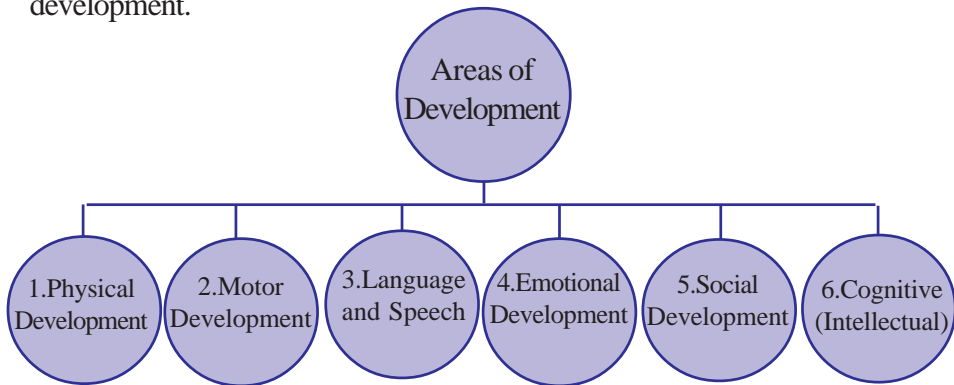 development.
Areas of
Development
1.Physical
Development
2.Motor
Development
3.Language
and Speech
4.Emotional
Development
5.Social
Development
6.Cognitive
(Intellectual)